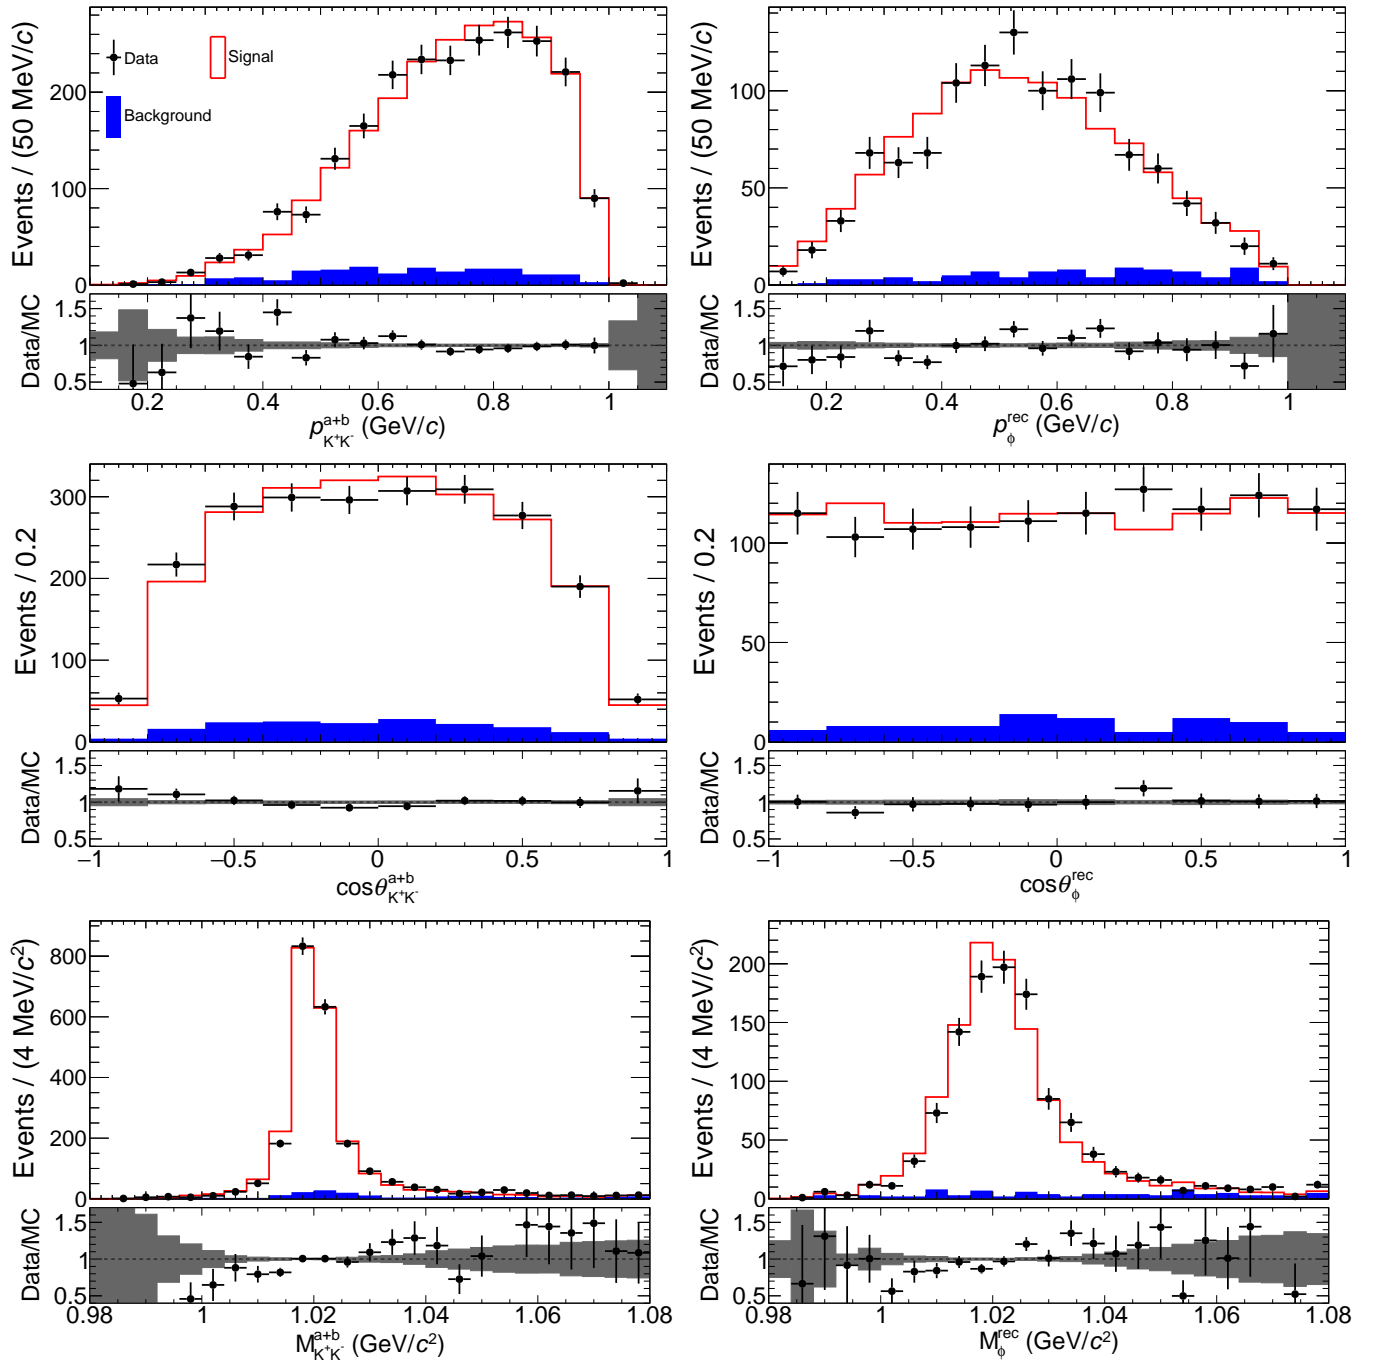 Events / (50 MeV/c)
200
100
0
Data
Signal
Background
Data/MC
1.5
1
0.5
0.2 0.4 0.6 0.8 1
p_{K⁺K⁻}^{a+b} (GeV/c)
Events / (50 MeV/c)
100
50
0
Data/MC
1.5
1
0.5
0.2 0.4 0.6 0.8 1
p_ϕ^{rec} (GeV/c)
Events / 0.2
300
200
100
0
Data/MC
1.5
1
0.5
−1 −0.5 0 0.5 1
cosθ_{K⁺K⁻}^{a+b}
Events / 0.2
100
50
0
Data/MC
1.5
1
0.5
−1 −0.5 0 0.5 1
cosθ_ϕ^{rec}
Events / (4 MeV/c²)
800
600
400
200
0
Data/MC
1.5
1
0.5
0.98 1 1.02 1.04 1.06 1.08
M_{K⁺K⁻}^{a+b} (GeV/c²)
Events / (4 MeV/c²)
200
150
100
50
0
Data/MC
1.5
1
0.5
0.98 1 1.02 1.04 1.06 1.08
M_ϕ^{rec} (GeV/c²)